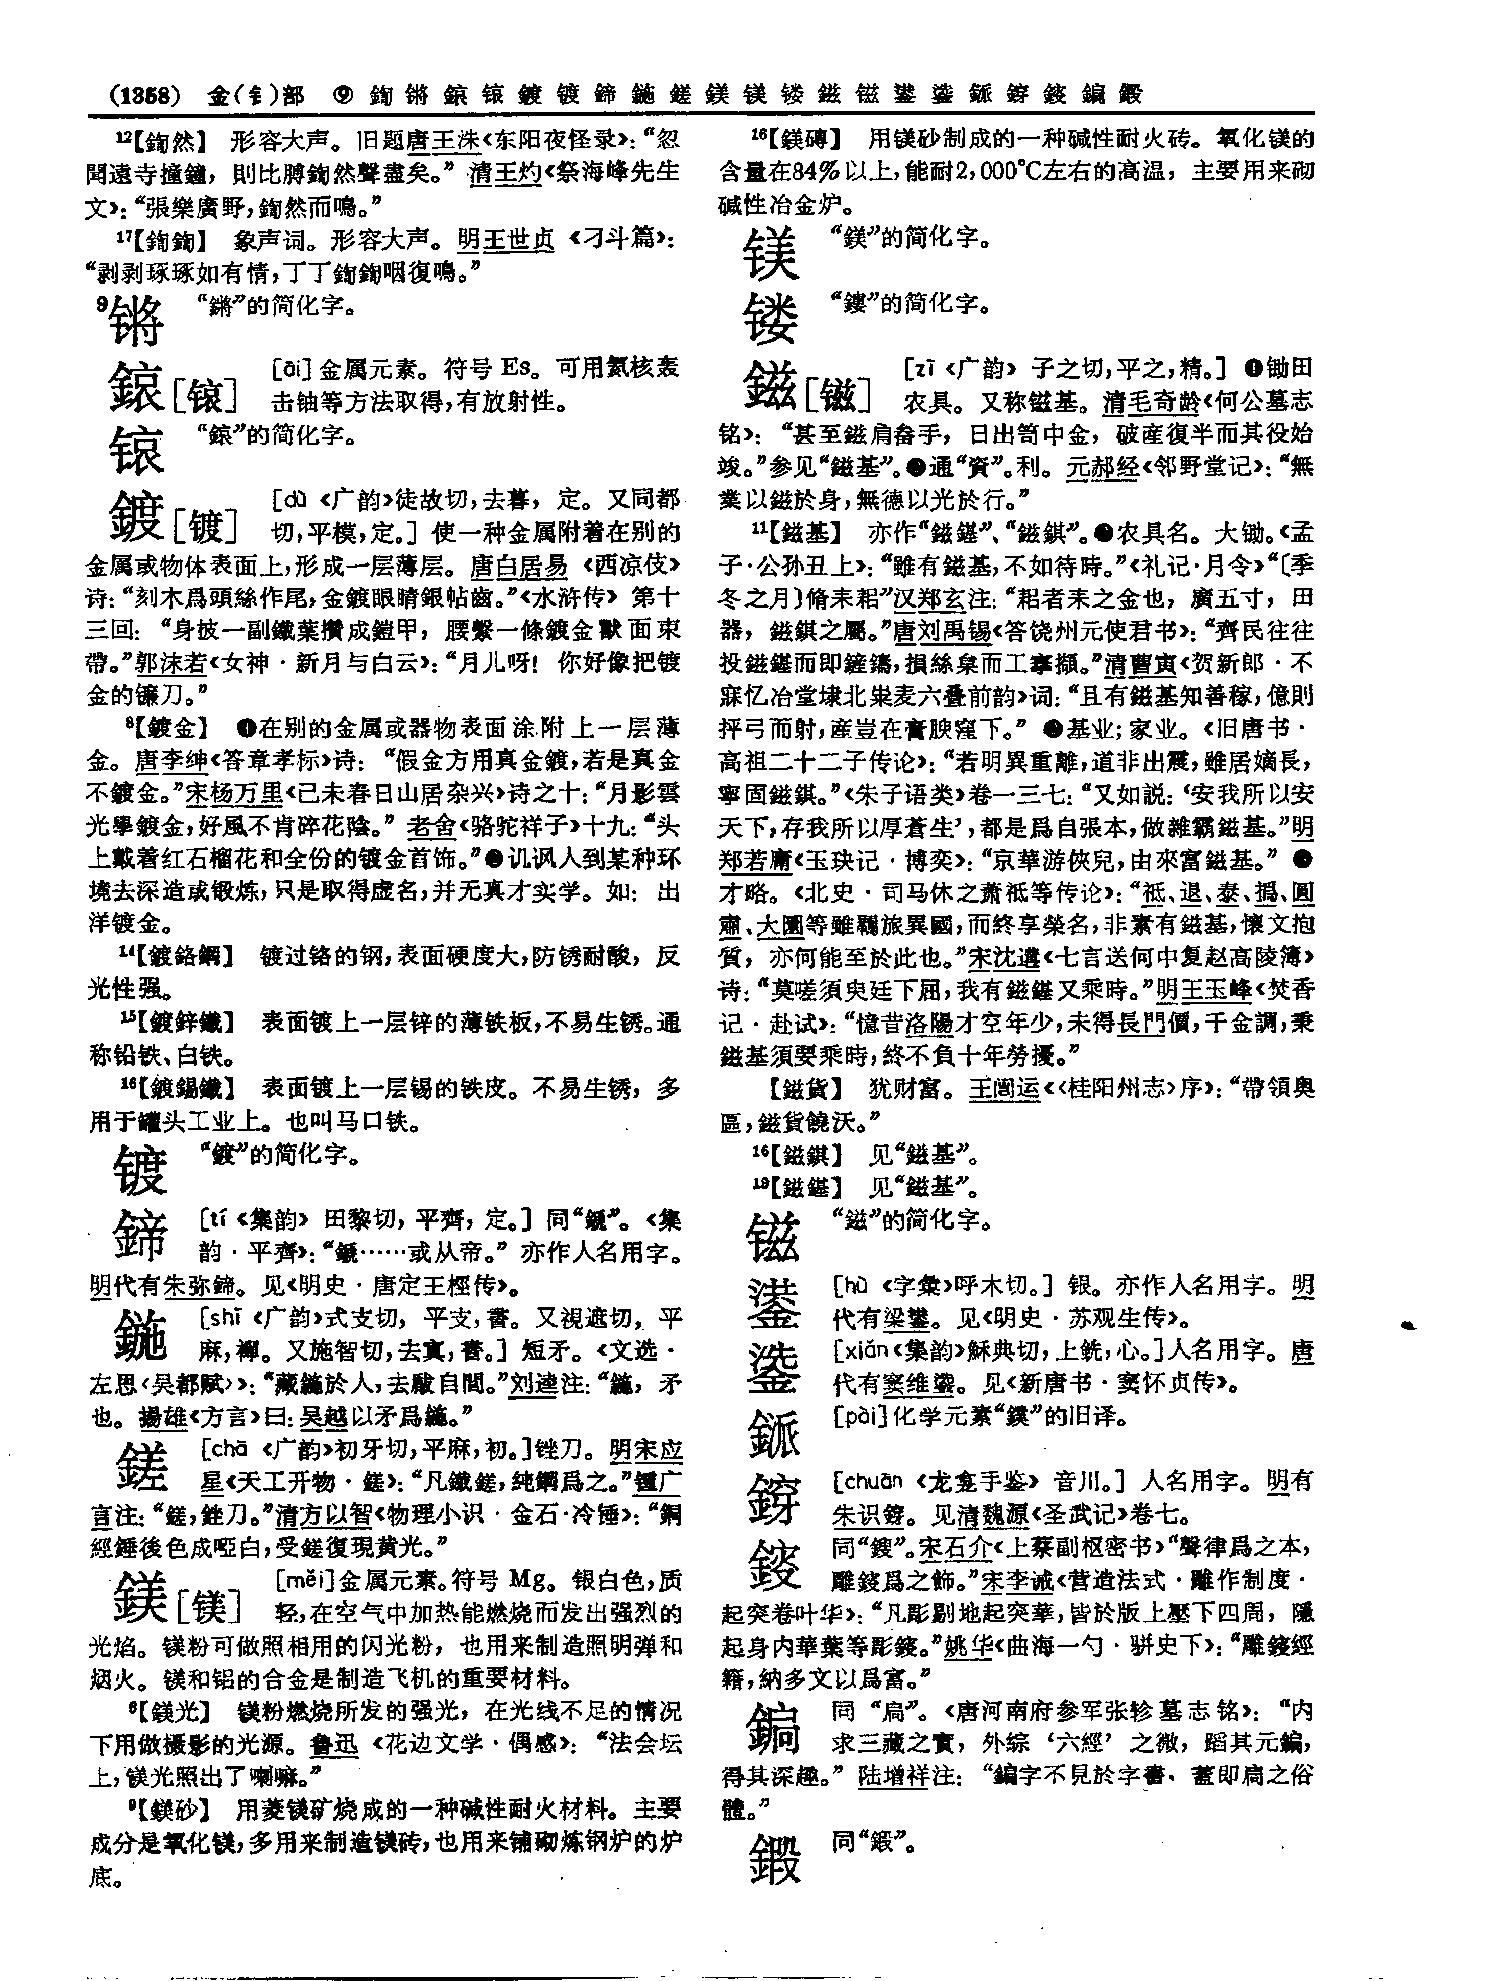 (1358) 金(钅)部 ⑨ 鍧 锵 鎄 锿 鍍 镀 鍗 鍦 鎈 鎂 镁 镂 鎡 镃
12【鍧然】 形容大声。旧题唐王洙《东阳夜怪录》：“忽
聞遠寺撞鐘，則比膊鍧然聲盡矣。”清王灼《祭海峰先生
文》：“張樂廣野，鍧然而鳴。”
17【鍧鍧】 象声词。形容大声。明王世贞《刁斗篇》：
“剥剥琢琢如有情，丁丁鍧鍧咽復鳴。”
9锵 “鏘”的简化字。
鎄[锿] [āi]金属元素。符号 Es。可用氦核轰
击铀等方法取得，有放射性。
锿 “鎄”的简化字。
鍍[镀] [dù 《广韵》徒故切，去暮，定。又同都
切，平模，定。] 使一种金属附着在别的
金属或物体表面上，形成一层薄层。唐白居易《西凉伎》
诗：“刻木爲頭絲作尾，金鍍眼睛銀帖齒。”《水浒传》第十
三回：“身披一副鐵葉攢成鎧甲，腰繫一條鍍金獸面束
帶。”郭沫若《女神·新月与白云》：“月儿呀！你好像把镀
金的镰刀。”
8【鍍金】 ❶在别的金属或器物表面涂附上一层薄
金。唐李绅《答章孝标》诗：“假金方用真金鍍，若是真金
不鍍金。”宋杨万里《己未春日山居杂兴》诗之十：“月影雲
光學鍍金，好風不肯碎花陰。”老舍《骆驼祥子》十九：“头
上戴着红石榴花和全份的镀金首饰。”❷讥讽人到某种环
境去深造或锻炼，只是取得虚名，并无真才实学。如：出
洋镀金。
14【鍍鉻鋼】 镀过铬的钢，表面硬度大，防锈耐酸，反
光性强。
15【鍍鋅鐵】 表面镀上一层锌的薄铁板，不易生锈。通
称铅铁、白铁。
16【鍍錫鐵】 表面镀上一层锡的铁皮。不易生锈，多
用于罐头工业上。也叫马口铁。
镀 “鍍”的简化字。
鍗 [tí 《集韵》田黎切，平齊，定。] 同“鷈”。《集
韵·平齊》：“……或从帝。”亦作人名用字。
明代有朱弥鍗。见《明史·唐定王桱传》。
鍦 [shī 《广韵》式支切，平支，書。又視遮切，平
麻，禪。又施智切，去寘，書。] 短矛。《文选·
左思〈吴都赋〉》：“藏鍦於人，去䣛自閭。”刘逵注：“鍦，矛
也。揚雄《方言》曰：吴越以矛爲鍦。”
鎈 [chā 《广韵》初牙切，平麻，初。]锉刀。明宋应
星《天工开物·鎈》：“凡鐵鎈，純鋼爲之。”锺广
言注：“鎈，銼刀。”清方以智《物理小识·金石·冷锤》：“銅
經錘後色成啞白，受鎈復現黄光。”
鎂[镁] [měi]金属元素。符号 Mg。银白色，质
轻，在空气中加热能燃烧而发出强烈的
光焰。镁粉可做照相用的闪光粉，也用来制造照明弹和
烟火。镁和铝的合金是制造飞机的重要材料。
6【鎂光】 镁粉燃烧所发的强光，在光线不足的情况
下用做摄影的光源。鲁迅《花边文学·偶感》：“法会坛
上，镁光照出了喇嘛。”
9【鎂砂】 用菱镁矿烧成的一种碱性耐火材料。主要
成分是氧化镁，多用来制造镁砖，也用来铺砌炼钢炉的炉
底。
16【鎂磚】 用镁砂制成的一种碱性耐火砖。氧化镁的
含量在84%以上，能耐2,000℃左右的高温，主要用来砌
碱性冶金炉。
镁 “鎂”的简化字。
镂 “鏤”的简化字。
鎡[镃] [zī 《广韵》子之切，平之，精。] ❶锄田
农具。又称镃基。清毛奇龄《何公墓志
铭》：“甚至鎡肩畚手，日出笥中金，破産復半而其役始
竣。”参见“鎡基”。❷通“資”。利。元郝经《邻野堂记》：“無
業以鎡於身，無德以光於行。”
11【鎡基】 亦作“鎡鎮”、“鎡錤”。❶农具名。大锄。《孟
子·公孙丑上》：“雖有鎡基，不如待時。”《礼记·月令》“〔季
冬之月〕脩耒耜”汉郑玄注：“耜者耒之金也，廣五寸，田
器，鎡錤之屬。”唐刘禹锡《答饶州元使君书》：“齊民往往
投鎡鎮而即鏟鑄，損絲枲而工搴擷。”清曹寅《贺新郎·不
寐忆冶堂埭北粜麦六叠前韵》词：“且有鎡基知善稼，億則
抨弓而射，産豈在膏腴窪下。” ❷基业；家业。《旧唐书·
高祖二十二子传论》：“若明異重離，道非出震，雖居嫡長，
寧固鎡錤。”《朱子语类》卷一三七：“又如説：‘安我所以安
天下，存我所以厚蒼生’，都是爲自張本，做雜霸鎡基。”明
郑若庸《玉玦记·博奕》：“京華游俠兒，由來富鎡基。” ❸
才略。《北史·司马休之萧祗等传论》：“祗、退、泰、撝、圓
肅、大圜等雖羈旅異國，而終享榮名，非素有鎡基，懷文抱
質，亦何能至於此也。”宋沈遘《七言送何中复赵高陵簿》
诗：“莫嗟須臾廷下屈，我有鎡鎮又乘時。”明王玉峰《焚香
记·赴试》：“憶昔洛陽才空年少，未得長門價，千金調，秉
鎡基須要乘時，終不負十年勞攘。”
【鎡貨】 犹财富。王闿运《〈桂阳州志〉序》：“帶領奥
區，鎡貨饒沃。”
16【鎡錤】 见“鎡基”。
19【鎡鎮】 见“鎡基”。
镃 “鎡”的简化字。
[hù 《字彙》呼木切。] 银。亦作人名用字。明
代有梁。见《明史·苏观生传》。
[xiǎn《集韵》穌典切，上銑，心。]人名用字。唐
代有窦维。见《新唐书·窦怀贞传》。
[pài]化学元素“鏷”的旧译。
[chuān 《龙龛手鉴》 音川。] 人名用字。明有
朱识。见清魏源《圣武记》卷七。
同“鎪”。宋石介《上蔡副枢密书》“聲律爲之本，
雕鋑爲之飾。”宋李诫《营造法式·雕作制度·
起突卷叶华》：“凡彫剔地起突華，皆於版上壓下四周，隱
起身内華葉等彫鋑。”姚华《曲海一勺·骈史下》：“雕鋑經
籍，納多文以爲富。”
同“扃”。《唐河南府参军张轸墓志铭》：“内
求三藏之實，外綜‘六經’之微，蹈其元，
得其深趣。” 陆增祥注：“字不見於字書，蓋即扃之俗
體。”
同“鍛”。